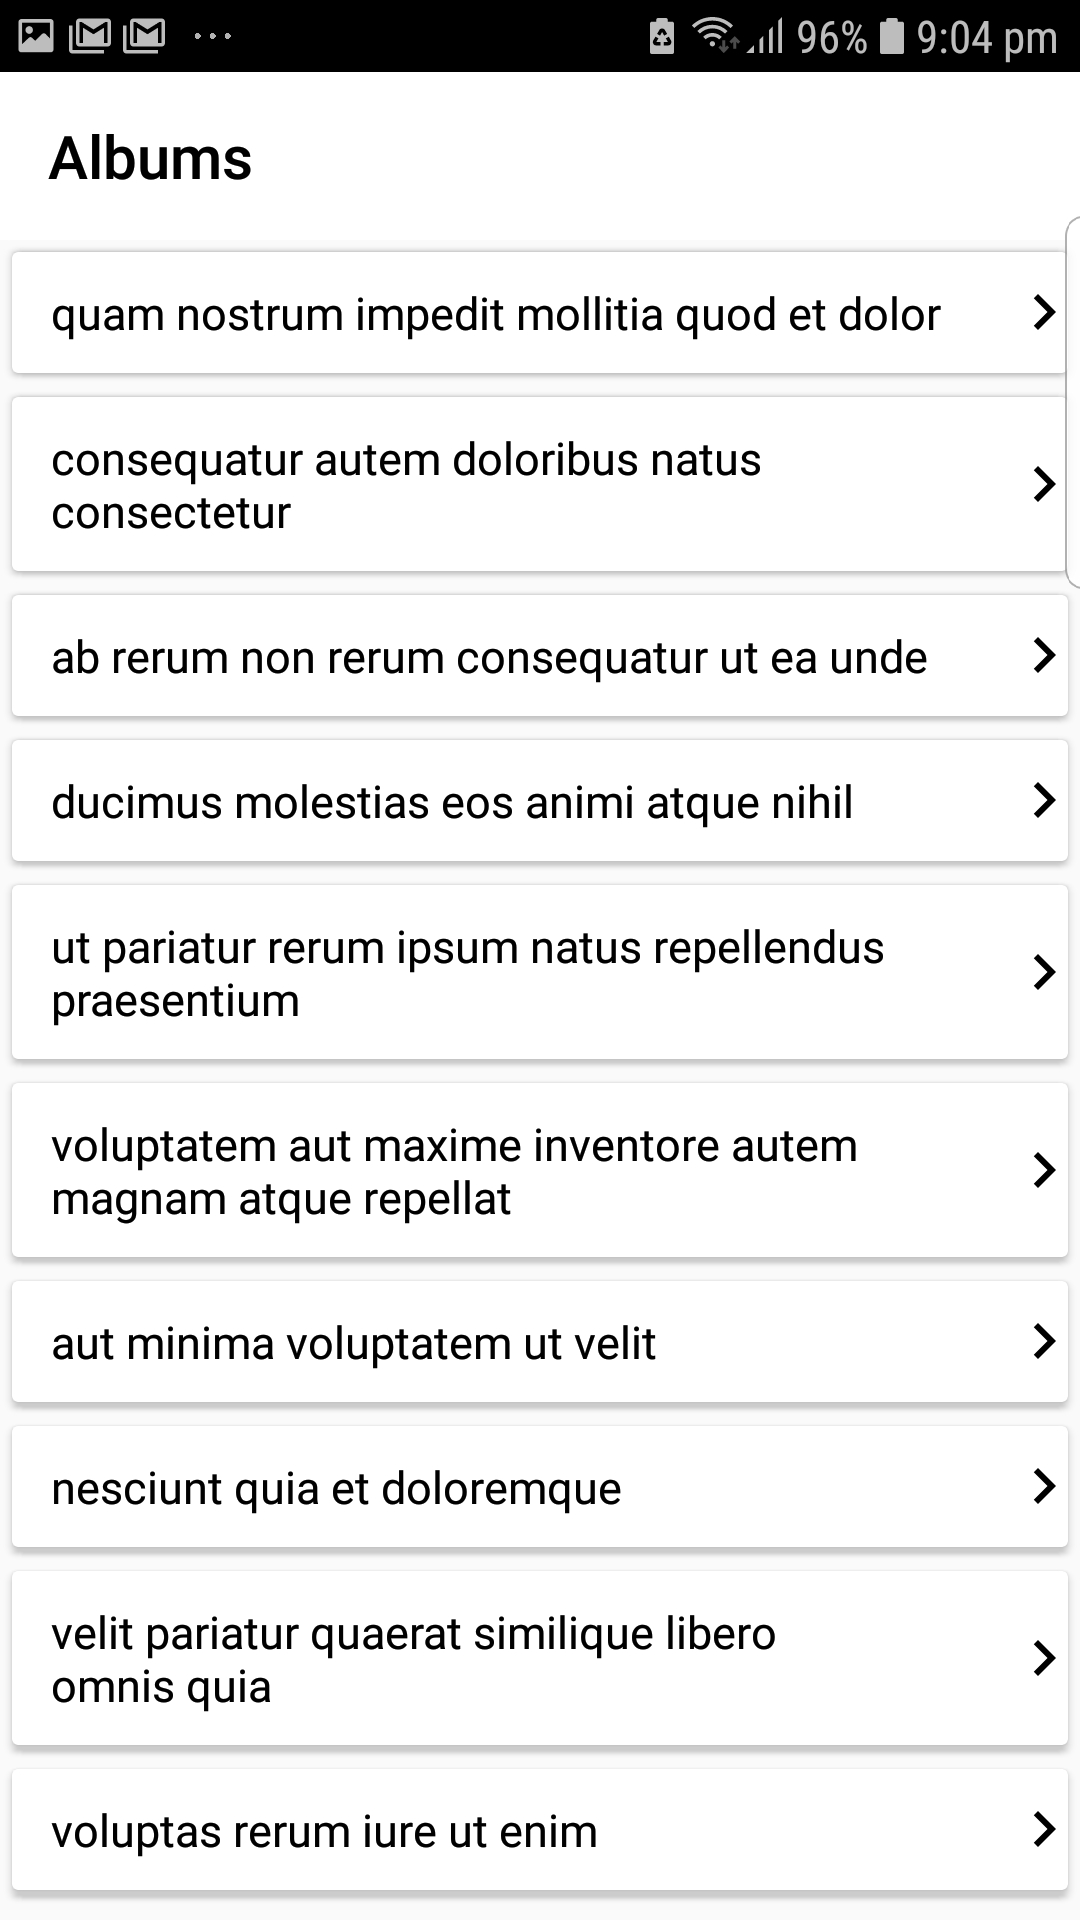 96% 9:04 pm
Albums
quam nostrum impedit mollitia quod et dolor
consequatur autem doloribus natus
consectetur
ab rerum non rerum consequatur ut ea unde
ducimus molestias eos animi atque nihil
ut pariatur rerum ipsum natus repellendus
praesentium
voluptatem aut maxime inventore autem
magnam atque repellat
aut minima voluptatem ut velit
nesciunt quia et doloremque
velit pariatur quaerat similique libero
omnis quia
voluptas rerum iure ut enim